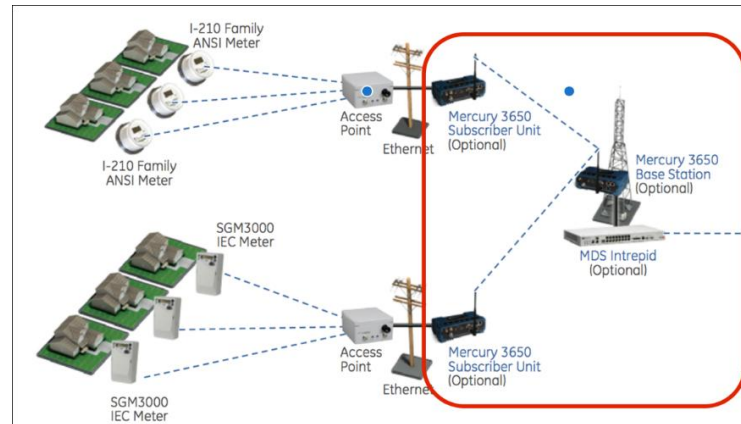 I-210 Family
ANSI Meter
I-210 Family
ANSI Meter
Access
Point
Ethernet
Mercury 3650
Subscriber Unit
(Optional)
Mercury 3650
Base Station
(Optional)
MDS Intrepid
(Optional)
SGM3000
IEC Meter
SGM3000
IEC Meter
Access
Point
Ethernet
Mercury 3650
Subscriber Unit
(Optional)